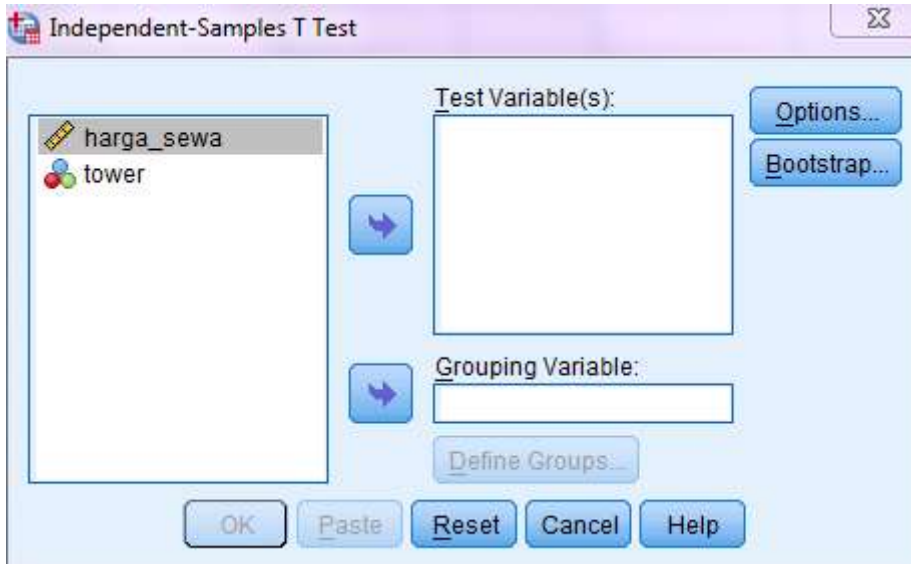 Independent-Samples T Test
harga_sewa
tower
Test Variable(s):
Options...
Bootstrap...
Grouping Variable:
Define Groups...
OK Paste Reset Cancel Help